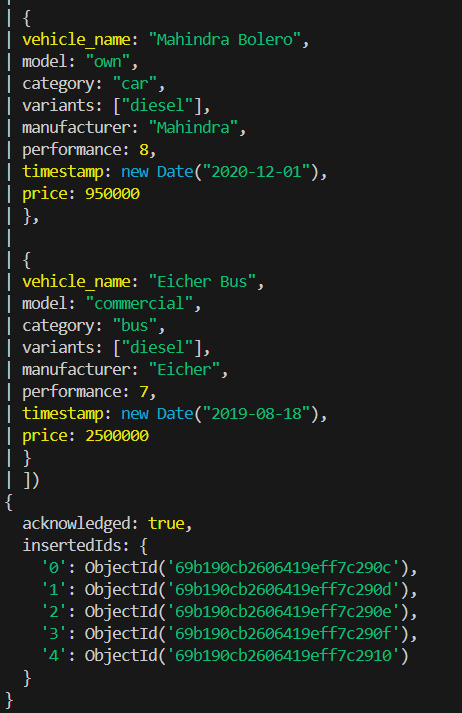 |
| {
| vehicle_name: "Mahindra Bolero",
| model: "own",
| category: "car",
| variants: ["diesel"],
| manufacturer: "Mahindra",
| performance: 8,
| timestamp: new Date("2020-12-01"),
| price: 950000
| },
|
| {
| vehicle_name: "Eicher Bus",
| model: "commercial",
| category: "bus",
| variants: ["diesel"],
| manufacturer: "Eicher",
| performance: 7,
| timestamp: new Date("2019-08-18"),
| price: 2500000
| }
| ])
{
  acknowledged: true,
  insertedIds: {
    '0': ObjectId('69b190cb2606419eff7c290c'),
    '1': ObjectId('69b190cb2606419eff7c290d'),
    '2': ObjectId('69b190cb2606419eff7c290e'),
    '3': ObjectId('69b190cb2606419eff7c290f'),
    '4': ObjectId('69b190cb2606419eff7c2910')
  }
}